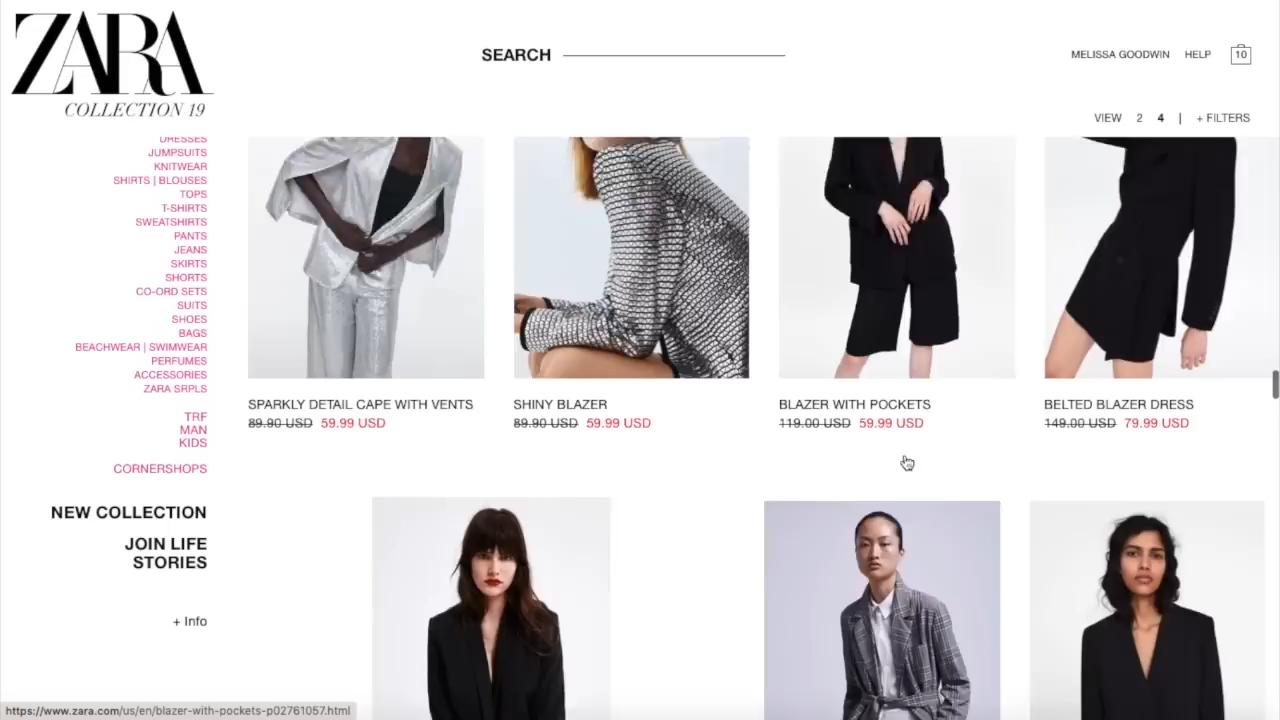 ZARA
COLLECTION 19
SEARCH
MELISSA GOODWIN HELP 10
VIEW 2 4 | + FILTERS
DRESSES
JUMPSUITS
KNITWEAR
SHIRTS | BLOUSES
TOPS
T-SHIRTS
SWEATSHIRTS
PANTS
JEANS
SKIRTS
SHORTS
CO-ORD SETS
SUITS
SHOES
BAGS
BEACHWEAR | SWIMWEAR
PERFUMES
ACCESSORIES
ZARA SRPLS
TRF
MAN
KIDS
CORNERSHOPS
NEW COLLECTION
JOIN LIFE
STORIES
+ Info
SPARKLY DETAIL CAPE WITH VENTS
89.90 USD 59.99 USD
SHINY BLAZER
89.90 USD 59.99 USD
BLAZER WITH POCKETS
119.00 USD 59.99 USD
BELTED BLAZER DRESS
149.00 USD 79.99 USD
https://www.zara.com/us/en/blazer-with-pockets-p02761057.html